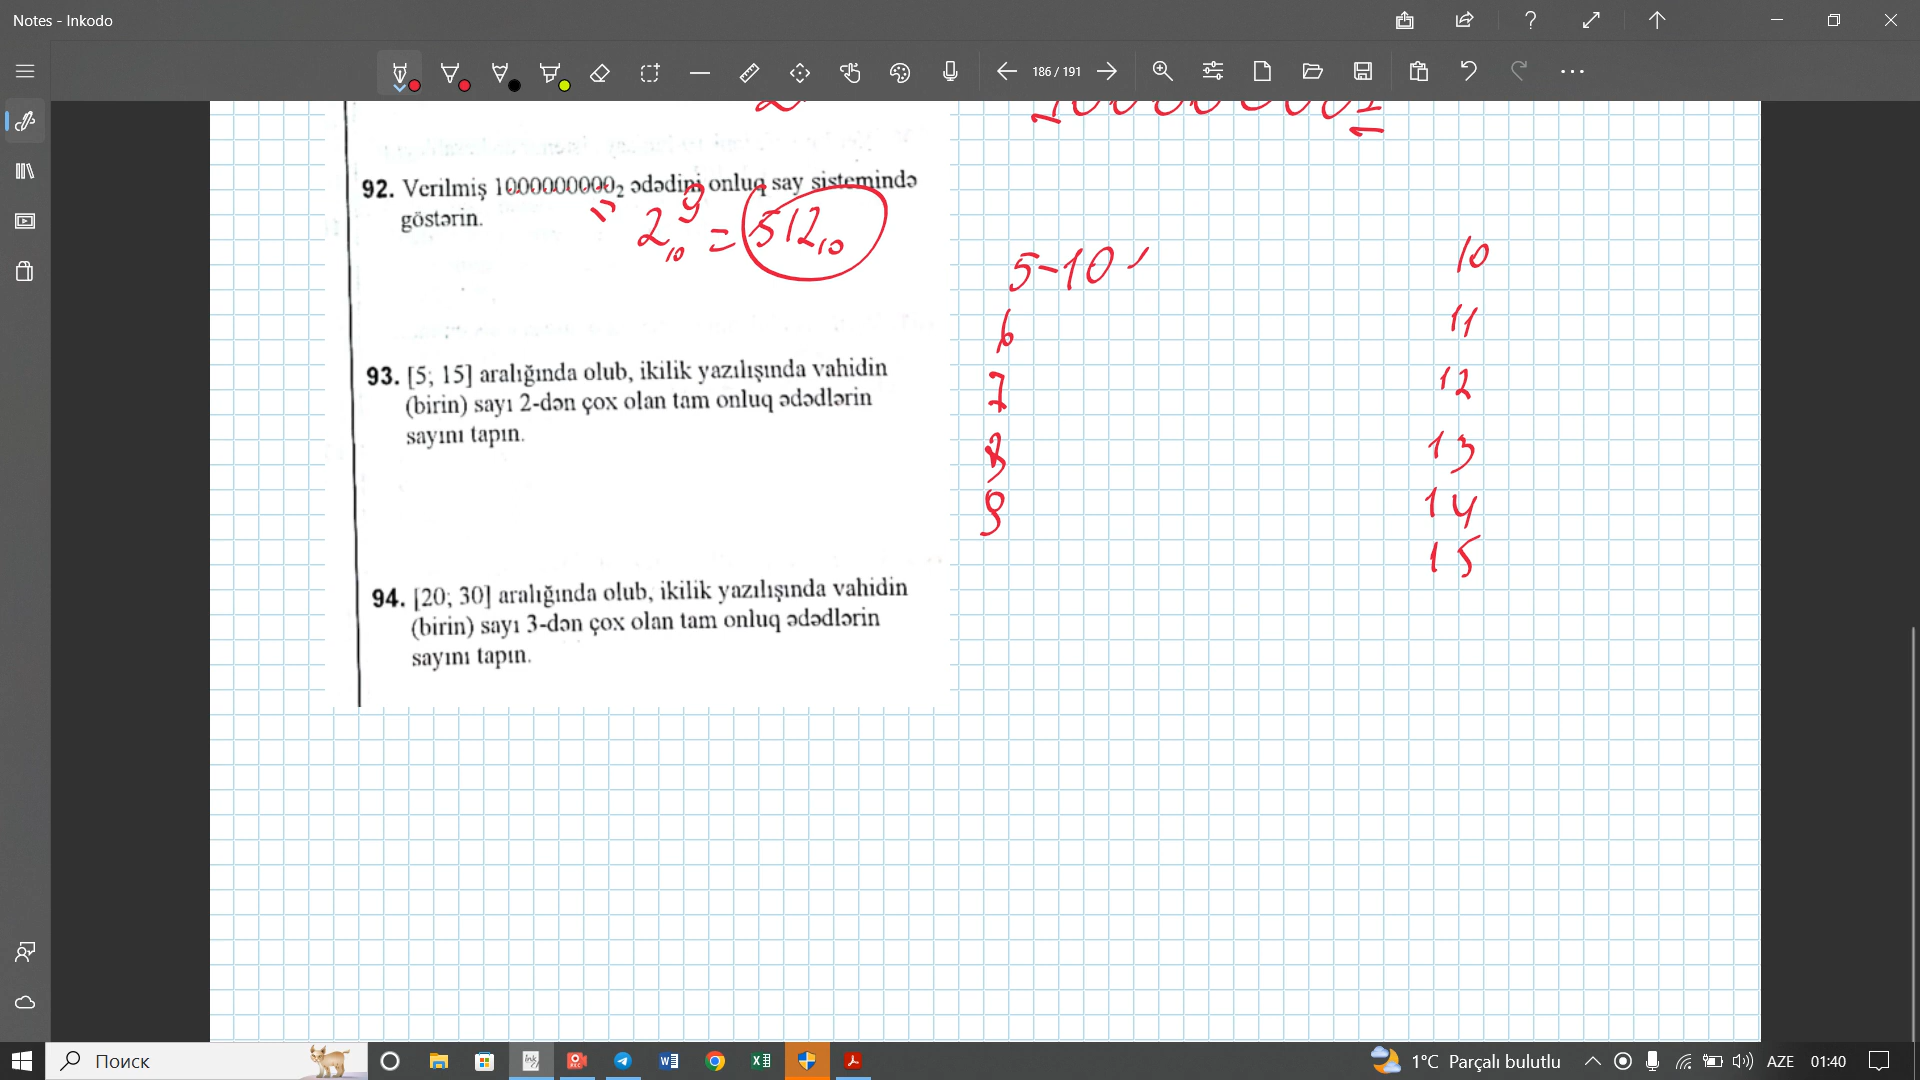 Notes - Inkodo
186 / 191
92. Verilmiş 1000000000₂ ədədini onluq say sistemində
göstərin.
2₁₀⁹ = 512₁₀
93. [5; 15] aralığında olub, ikilik yazılışında vahidin
(birin) sayı 2-dən çox olan tam onluq ədədlərin
sayını tapın.
94. [20; 30] aralığında olub, ikilik yazılışında vahidin
(birin) sayı 3-dən çox olan tam onluq ədədlərin
sayını tapın.
5-10
6
7
8
9
10
11
12
13
14
15
Поиск
1°C Parçalı bulutlu
AZE
01:40